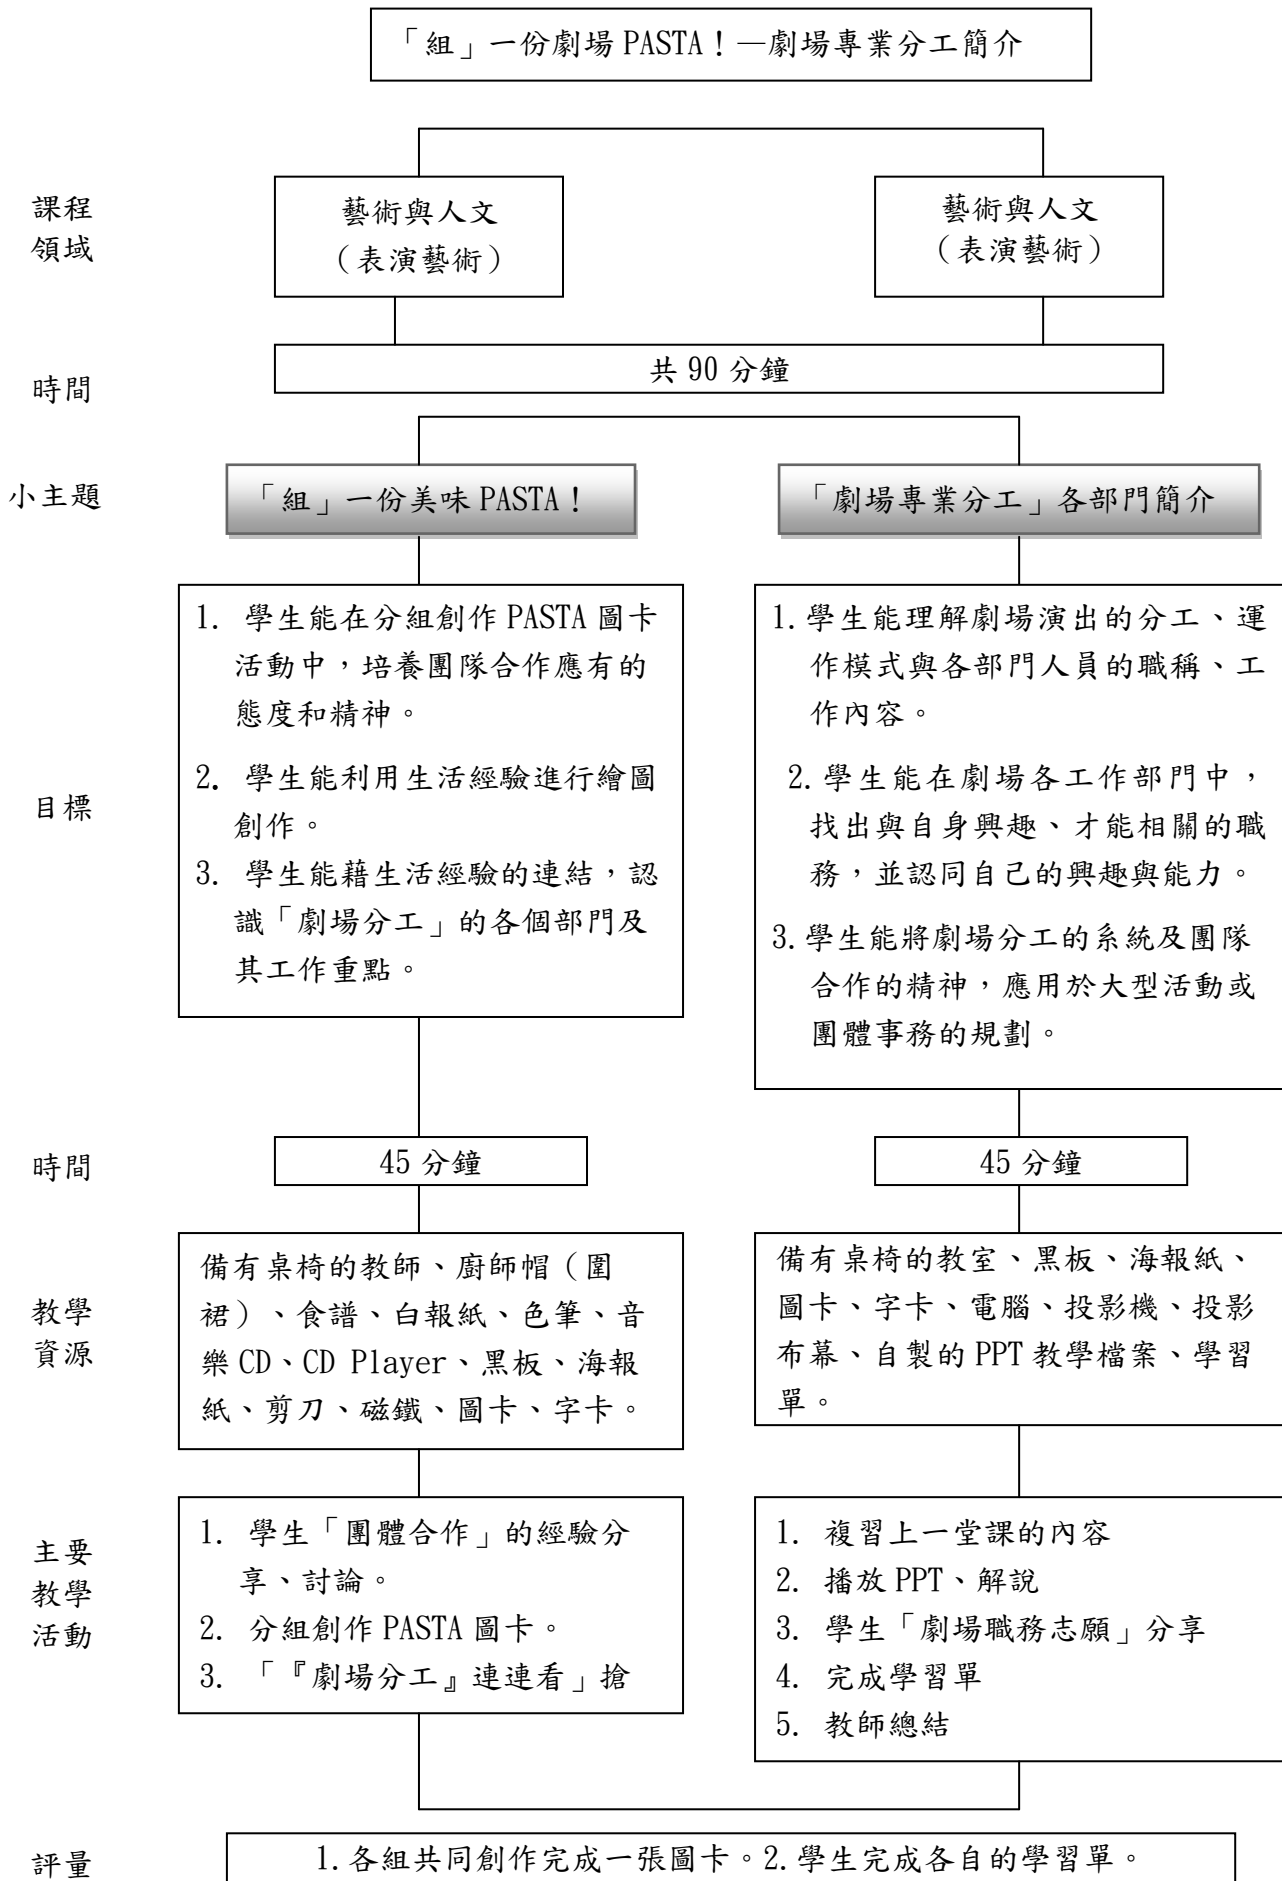 「組」一份劇場 PASTA！—劇場專業分工簡介
課程
領域
藝術與人文
（表演藝術）
藝術與人文
（表演藝術）
時間
共 90 分鐘
小主題
「組」一份美味 PASTA！
「劇場專業分工」各部門簡介
目標
1. 學生能在分組創作 PASTA 圖卡
活動中，培養團隊合作應有的
態度和精神。
2. 學生能利用生活經驗進行繪圖
創作。
3. 學生能藉生活經驗的連結，認
識「劇場分工」的各個部門及
其工作重點。
1.學生能理解劇場演出的分工、運
作模式與各部門人員的職稱、工
作內容。
2.學生能在劇場各工作部門中，
找出與自身興趣、才能相關的職
務，並認同自己的興趣與能力。
3.學生能將劇場分工的系統及團隊
合作的精神，應用於大型活動或
團體事務的規劃。
時間
45 分鐘
45 分鐘
教學
資源
備有桌椅的教師、廚師帽（圍
裙）、食譜、白報紙、色筆、音
樂 CD、CD Player、黑板、海報
紙、剪刀、磁鐵、圖卡、字卡。
備有桌椅的教室、黑板、海報紙、
圖卡、字卡、電腦、投影機、投影
布幕、自製的 PPT 教學檔案、學習
單。
主要
教學
活動
1. 學生「團體合作」的經驗分
享、討論。
2. 分組創作 PASTA 圖卡。
3. 「『劇場分工』連連看」搶
1. 複習上一堂課的內容
2. 播放 PPT、解說
3. 學生「劇場職務志願」分享
4. 完成學習單
5. 教師總結
評量
1.各組共同創作完成一張圖卡。2.學生完成各自的學習單。